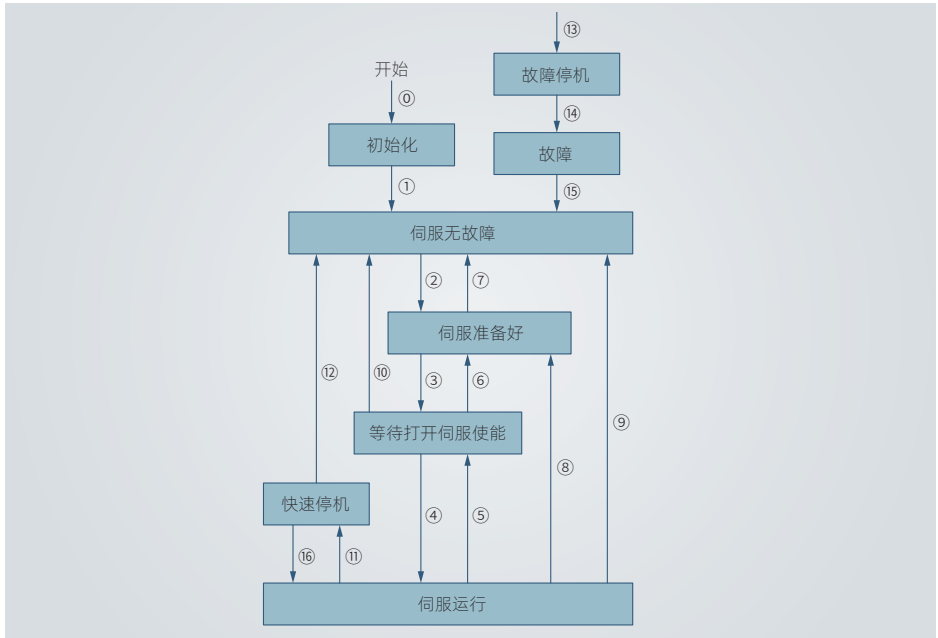 ⑬
故障停机
开始
⓪
⑭
初始化
故障
①
⑮
伺服无故障
②
⑦
伺服准备好
⑫
⑩
③
⑥
⑨
等待打开伺服使能
⑧
快速停机
④
⑤
⑯
⑪
伺服运行